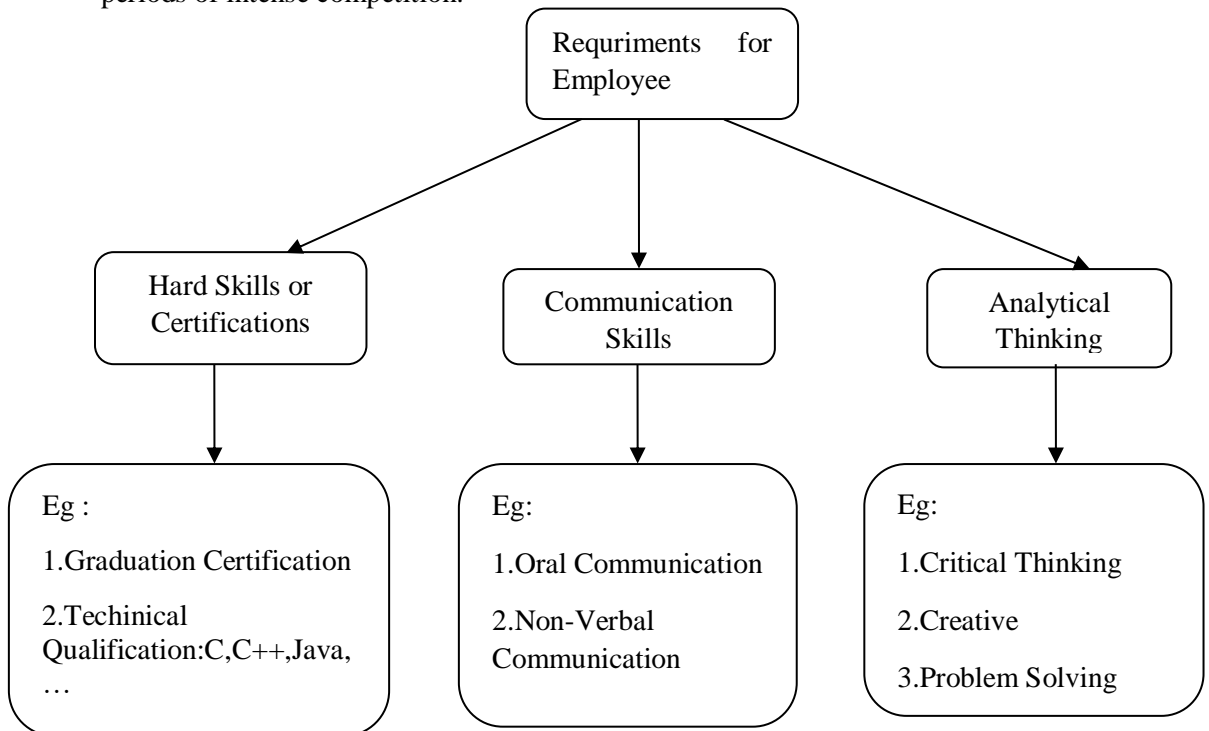 periods of intense competition.
Requriments for
Employee
Hard Skills or
Certifications
Communication
Skills
Analytical
Thinking
Eg :
1.Graduation Certification
2.Techinical
Qualification:C,C++,Java,
…
Eg:
1.Oral Communication
2.Non-Verbal
Communication
Eg:
1.Critical Thinking
2.Creative
3.Problem Solving